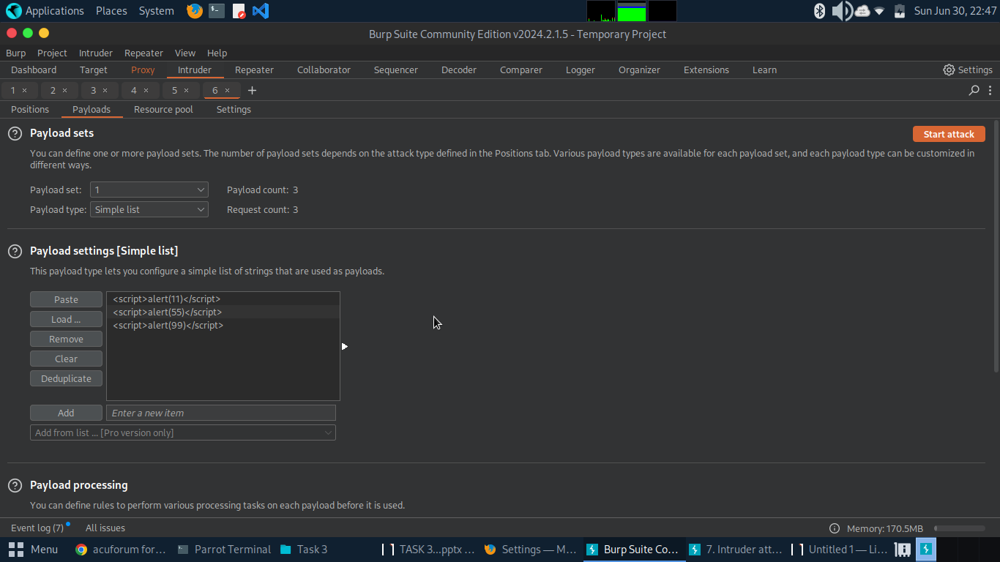 Applications Places System Sun Jun 30, 22:47
Burp Suite Community Edition v2024.2.1.5 - Temporary Project
Burp Project Intruder Repeater View Help
Dashboard Target Proxy Intruder Repeater Collaborator Sequencer Decoder Comparer Logger Organizer Extensions Learn Settings
1 × 2 × 3 × 4 × 5 × 6 × +
Positions Payloads Resource pool Settings
? Payload sets Start attack
You can define one or more payload sets. The number of payload sets depends on the attack type defined in the Positions tab. Various payload types are available for each payload set, and each payload type can be customized in
different ways.
Payload set: 1 Payload count: 3
Payload type: Simple list Request count: 3
? Payload settings [Simple list]
This payload type lets you configure a simple list of strings that are used as payloads.
Paste <script>alert(11)</script>
Load ... <script>alert(55)</script>
Remove <script>alert(99)</script>
Clear
Deduplicate
Add Enter a new item
Add from list ... [Pro version only]
? Payload processing
You can define rules to perform various processing tasks on each payload before it is used.
Event log (7) All issues Memory: 170.5MB
Menu acuforum for... Parrot Terminal Task 3 TASK 3...pptx ... Settings — M... Burp Suite Co... 7. Intruder att... Untitled 1 — Li...